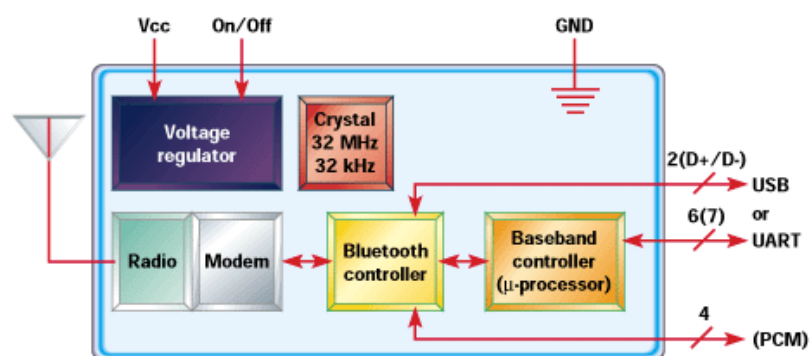 Vcc On/Off GND
Voltage
regulator
Crystal
32 MHz
32 kHz
2(D+/D-)
USB
or
6(7)
UART
Radio Modem
Bluetooth
controller
Baseband
controller
(μ-processor)
4
(PCM)